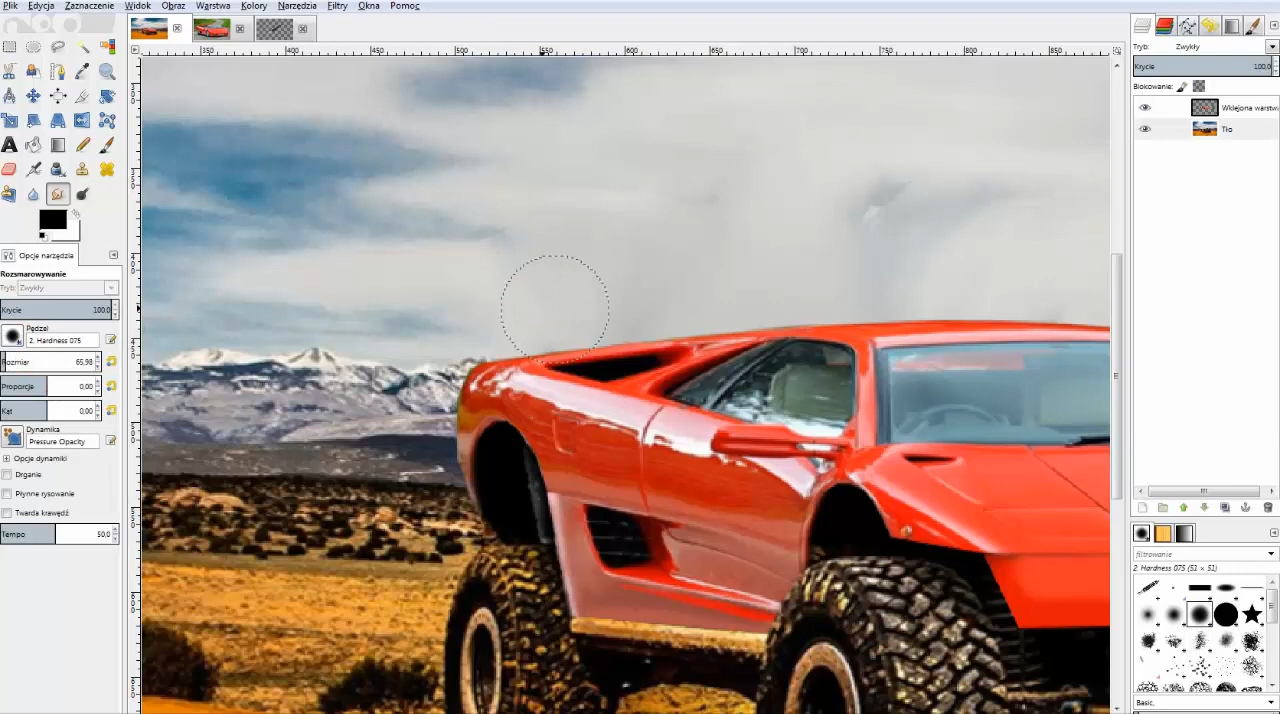 Plik Edycja Zaznaczenie Widok Obraz Warstwa Kolory Narzędzia Filtry Okna Pomoc
350 400 450 500 550 600 650 700 750 800 850
Opcje narzędzia
Rozsmarowywanie
Tryb: Zwykły
Krycie 100,0
Pędzel
2. Hardness 075
Rozmiar 65,98
Proporcje 0,00
Kąt 0,00
Dynamika
Pressure Opacity
Opcje dynamiki
Drganie
Płynne rysowanie
Twarda krawędź
Tempo 50,0
Tryb: Zwykły
Krycie 100,0
Blokowanie:
Wklejona warstwa
Tło
filtrowanie
2. Hardness 075 (51 × 51)
Basic,